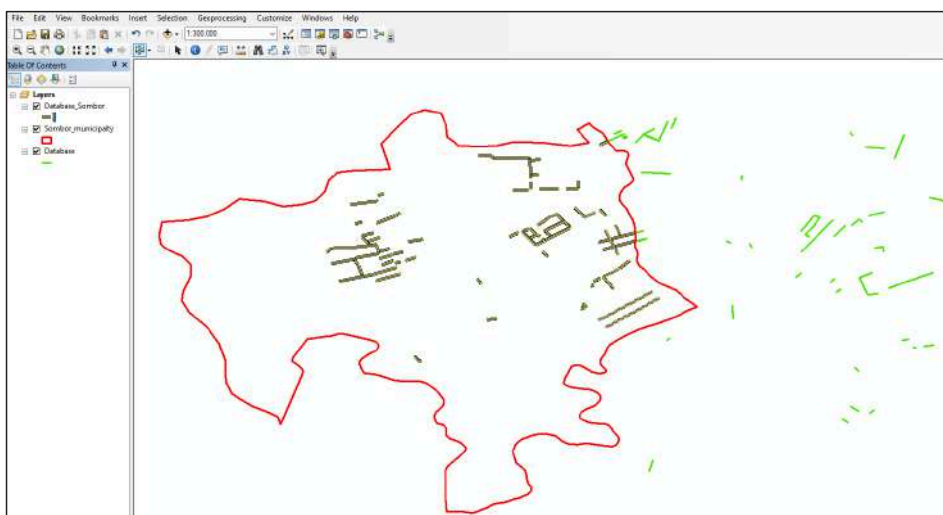 File Edit View Bookmarks Insert Selection Geoprocessing Customize Windows Help
1:300.000
Table Of Contents
Layers
Database_Sombor
Sombor_municipalty
Database